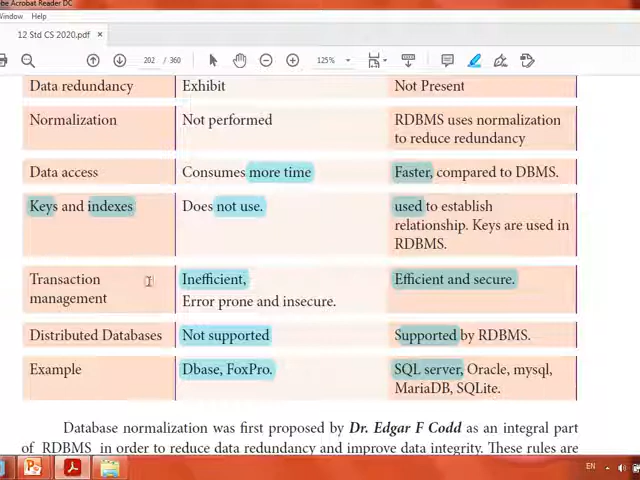 be Acrobat Reader DC
Window Help
12 Std CS 2020.pdf ×
202 / 360 125%
Data redundancy Exhibit Not Present
Normalization Not performed RDBMS uses normalization
to reduce redundancy
Data access Consumes more time Faster, compared to DBMS.
Keys and indexes Does not use. used to establish
relationship. Keys are used in
RDBMS.
Transaction Inefficient, Efficient and secure.
management Error prone and insecure.
Distributed Databases Not supported Supported by RDBMS.
Example Dbase, FoxPro. SQL server, Oracle, mysql,
MariaDB, SQLite.
Database normalization was first proposed by Dr. Edgar F Codd as an integral part
of RDBMS in order to reduce data redundancy and improve data integrity. These rules are
EN